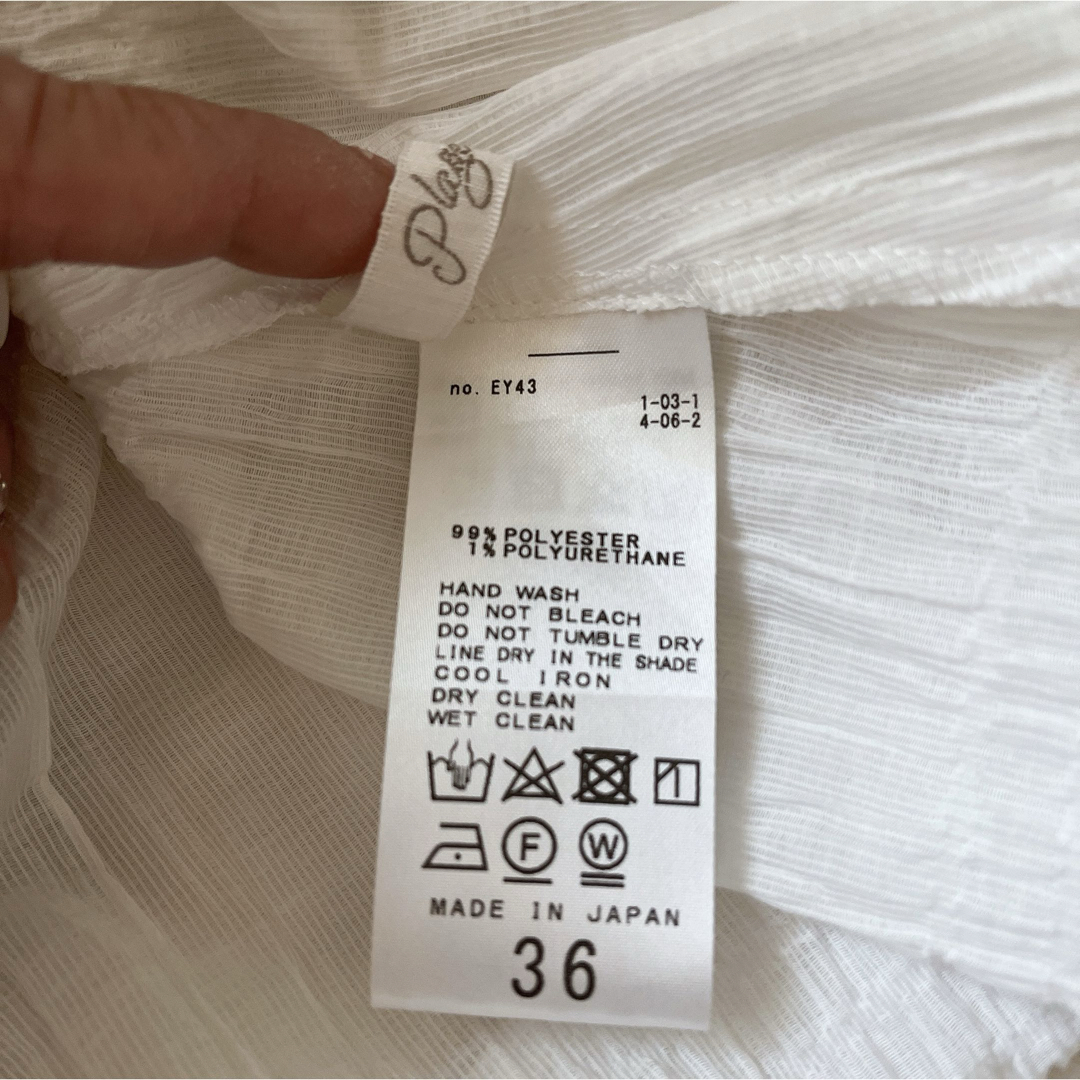 no. EY43
1-03-1
4-06-2
99% POLYESTER
1% POLYURETHANE
HAND WASH
DO NOT BLEACH
DO NOT TUMBLE DRY
LINE DRY IN THE SHADE
COOL IRON
DRY CLEAN
WET CLEAN
F W
MADE IN JAPAN
36